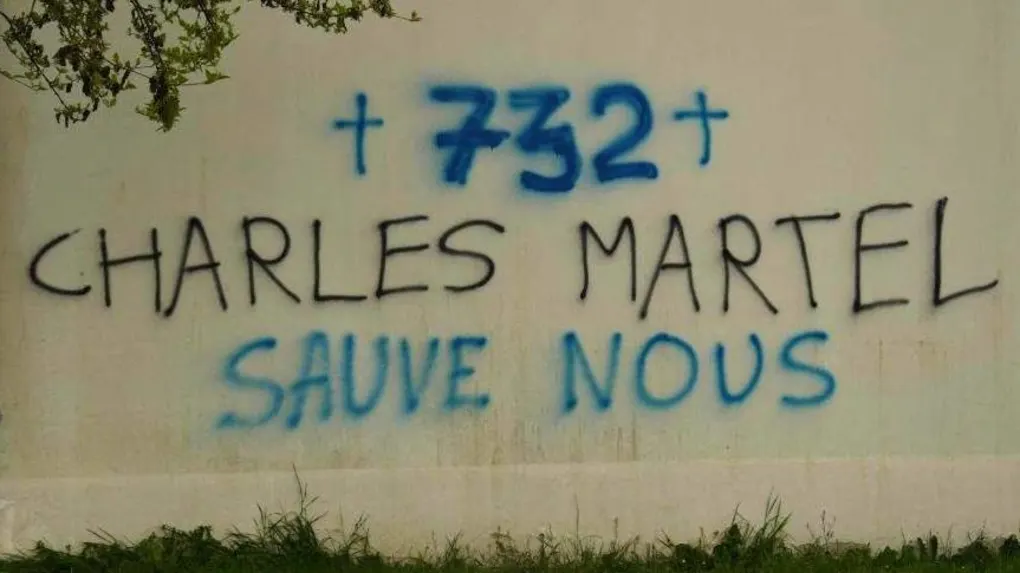 † 732 †
CHARLES MARTEL
SAUVE NOUS